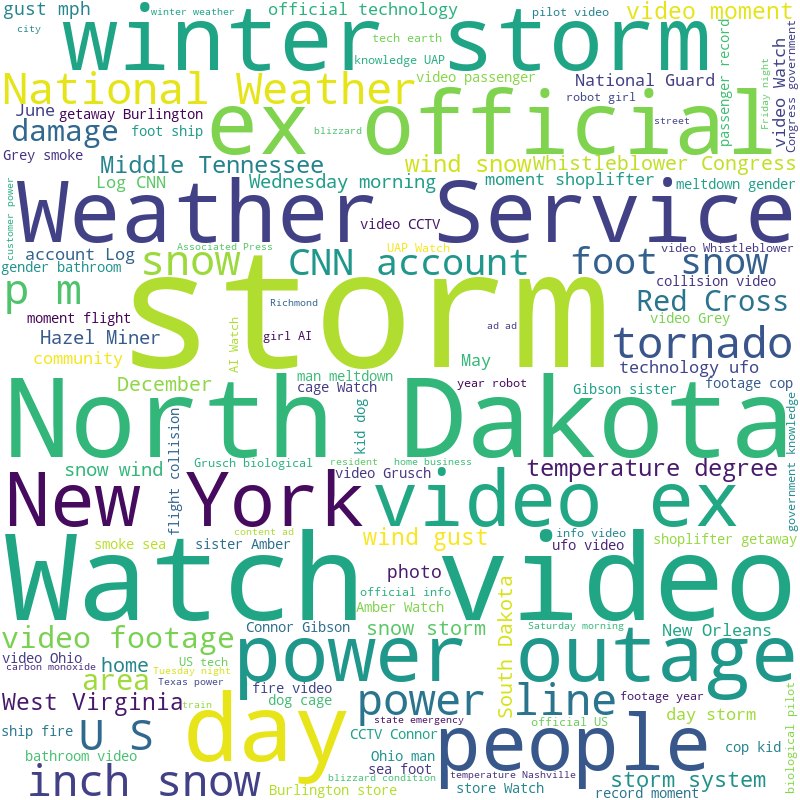 gust mph
winter weather
official technology
pilot video
video moment
city
winter storm
tech earth
knowledge UAP
passenger record
video Watch
Congress government
National Weather
video passenger
National Guard
Friday night
June
getaway Burlington
robot girl
ex official
damage
foot ship
blizzard
street
Grey smoke
Middle Tennessee
wind snow
Whistleblower Congress
customer power
Log CNN
Wednesday morning
moment shoplifter
meltdown gender
Weather Service
video CCTV
account Log
Associated Press
UAP Watch
video Whistleblower
gender bathroom
snow
CNN account
foot snow
collision video
p m
storm
Richmond
Red Cross
moment flight
video Grey
Hazel Miner
AI Watch
girl AI
ad ad
tornado
community
May
technology ufo
December
man meltdown
cage Watch
year robot
Gibson sister
footage cop
North Dakota
flight collision
kid dog
government knowledge
snow wind
Grusch biological
resident
home business
temperature degree
New York
video Grusch
video ex
content ad
Watch video
smoke sea
sister Amber
wind gust
info video
ufo video
shoplifter getaway
photo
official info
South Dakota
Amber Watch
video footage
Connor Gibson
snow storm
Saturday morning
New Orleans
video Ohio
home
US tech
power outage
carbon monoxide
Tuesday night
area
Texas power
fire video
biological pilot
West Virginia
train
day
dog cage
power line
footage year
ship fire
U S
state emergency
official US
day storm
CCTV Connor
people
cop kid
bathroom video
Ohio man
inch snow
sea foot
temperature Nashville
storm system
blizzard condition
Burlington store
store Watch
record moment